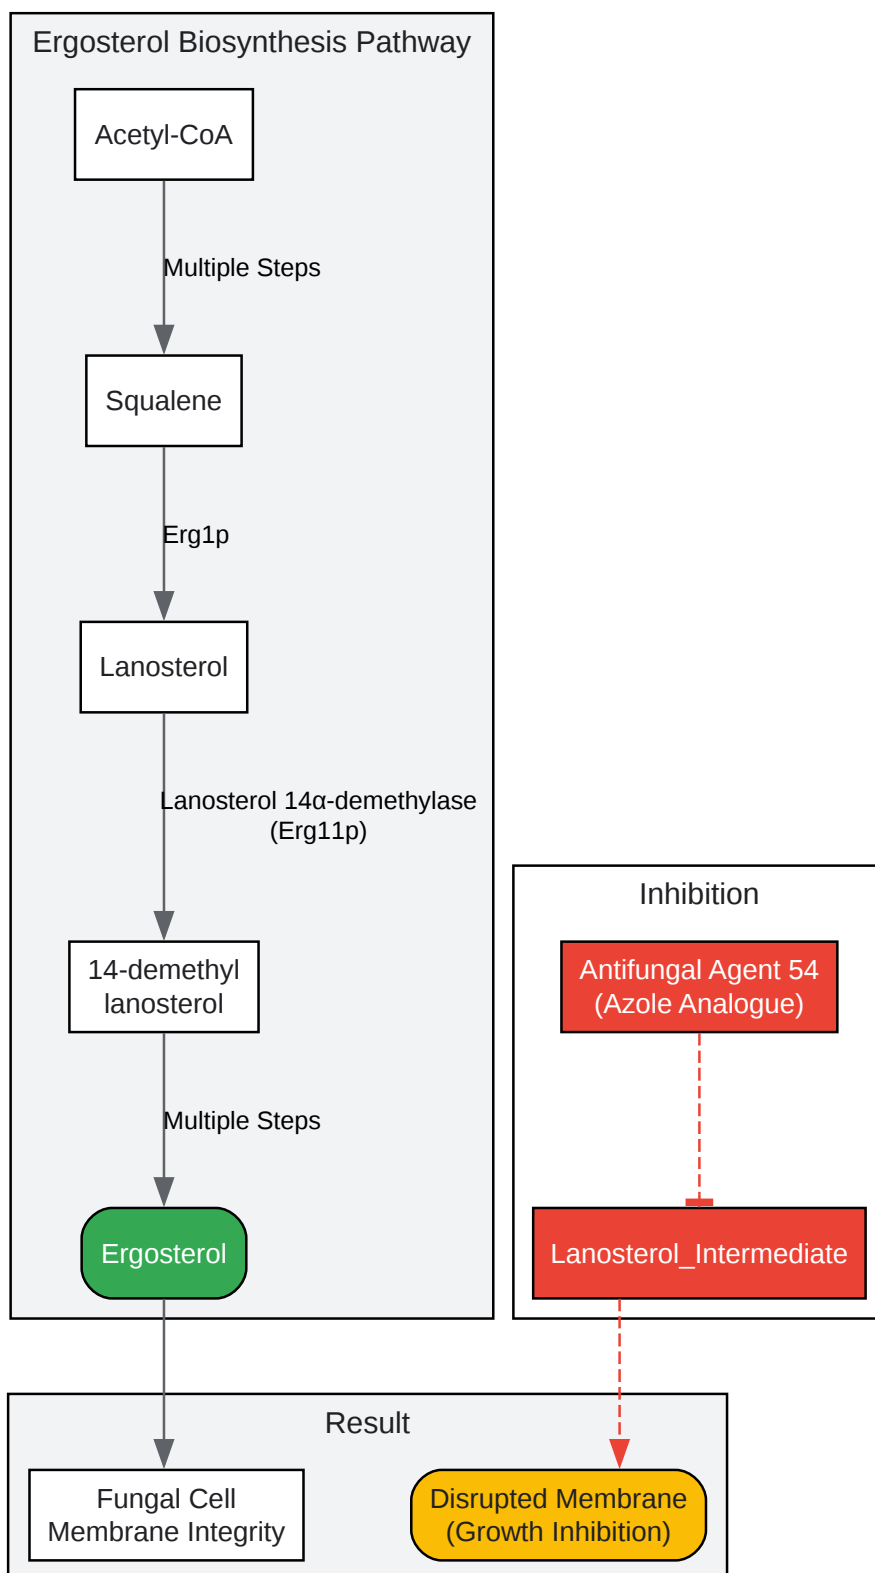 Ergosterol Biosynthesis Pathway
Acetyl-CoA
Multiple Steps
Squalene
Erg1p
Lanosterol
Lanosterol 14α-demethylase
(Erg11p)
14-demethyl
lanosterol
Multiple Steps
Ergosterol
Inhibition
Antifungal Agent 54
(Azole Analogue)
Lanosterol_Intermediate
Result
Fungal Cell
Membrane Integrity
Disrupted Membrane
(Growth Inhibition)